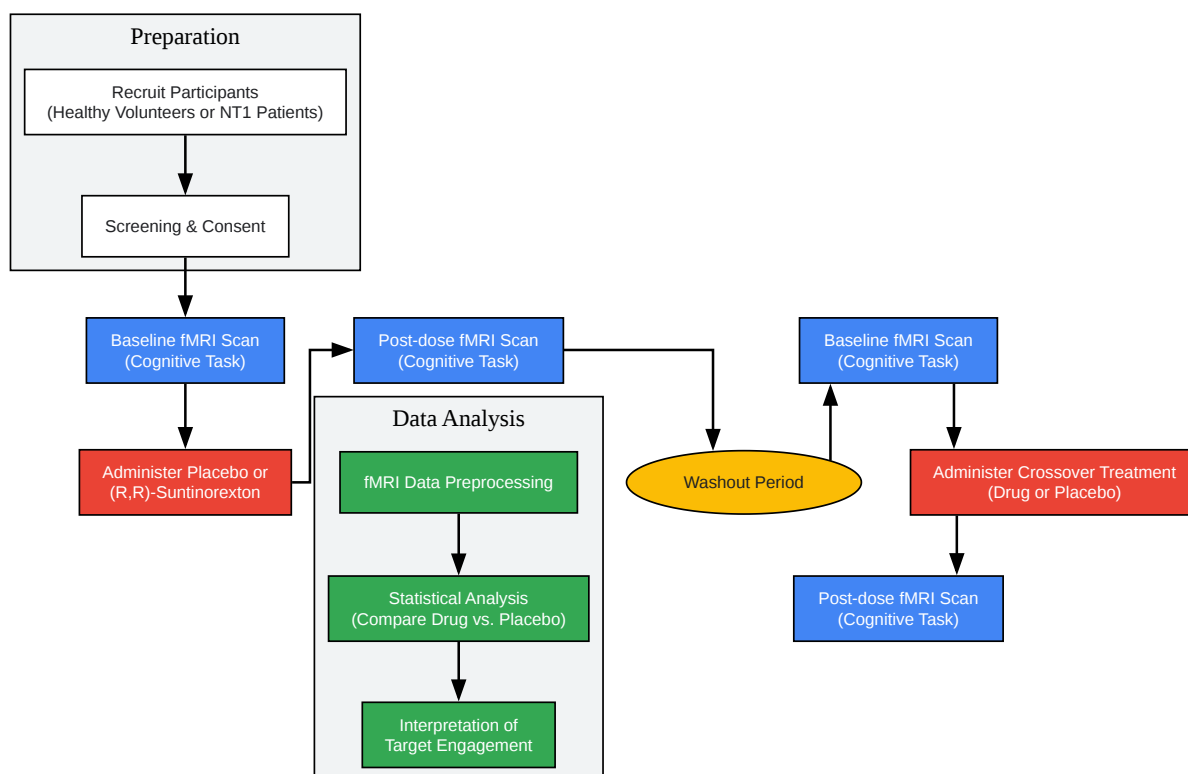 Preparation
Recruit Participants
(Healthy Volunteers or NT1 Patients)
Screening & Consent
Baseline fMRI Scan
(Cognitive Task)
Administer Placebo or
(R,R)-Suntinorexton
Post-dose fMRI Scan
(Cognitive Task)
Data Analysis
fMRI Data Preprocessing
Statistical Analysis
(Compare Drug vs. Placebo)
Interpretation of
Target Engagement
Washout Period
Baseline fMRI Scan
(Cognitive Task)
Administer Crossover Treatment
(Drug or Placebo)
Post-dose fMRI Scan
(Cognitive Task)